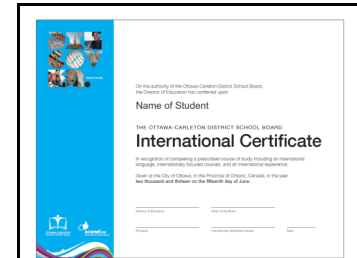 On the authority of the Ottawa-Carleton District School Board,
the Director of Education has conferred upon
Name of Student
THE OTTAWA-CARLETON DISTRICT SCHOOL BOARD
International Certificate
In recognition of completing a prescribed course of study including an international
language, internationally focused courses, and an international experience.
Given at the City of Ottawa, in the Province of Ontario, Canada, in the year
two thousand and thirteen on the fifteenth day of June.
Director of Education
Chair of the Board
Principal
International Certificate Liaison
Date